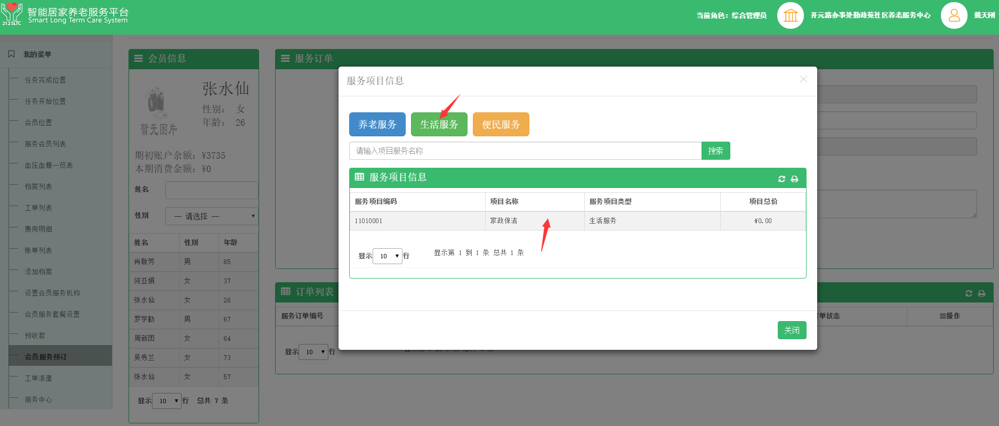 智能居家养老服务平台
Smart Long Term Care System
212SLTC
当前角色：综合管理员
开元路办事处勤政苑社区养老服务中心
姚天刚
我的菜单
任务完成位置
任务开始位置
会员位置
服务会员列表
血压血糖一览表
档案列表
工单列表
费用明细
账单列表
添加档案
设置会员服务机构
会员服务套餐设置
预收款
会员服务预订
工单派遣
服务中心
会员信息
暂无图片
张水仙
性别： 女
年龄： 26
期初账户余额：¥3735
本期消费金额：¥0
姓名
性别 — 请选择 —
姓名 性别 年龄
肖敬芳 男 85
何亚娟 女 37
张水仙 女 26
罗学勤 男 67
周新团 女 64
吴秀兰 女 73
张水仙 女 57
显示 10 行 总共 7 条
服务订单
服务项目信息
×
养老服务 生活服务 便民服务
请输入项目服务名称 搜索
服务项目信息
服务项目编码 项目名称 服务项目类型 项目总价
11010001 家政保洁 生活服务 ¥0.00
显示 10 行 显示第 1 到 1 条 总共 1 条
关闭
订单列表
服务订单编号 单状态 操作
显示 10 行